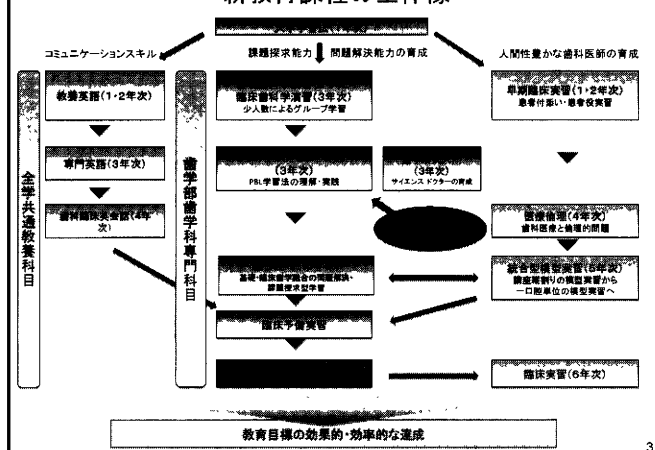 新教育課程の全体像
コミュニケーションスキル
課題探求能力
問題解決能力の育成
人間性豊かな歯科医師の育成
全学共通教養科目
歯学部歯学科専門科目
教養英語(1・2年次)
臨床歯科学演習(3年次)
少人数によるグループ学習
早期臨床実習(1・2年次)
患者付添い・患者役実習
専門英語(3年次)
(3年次)
PBL学習法の理解・実践
(3年次)
サイエンスドクターの育成
歯科臨床英会話(4年
次)
医療倫理(4年次)
歯科医療と倫理的問題
基礎・臨床歯学融合の問題解決・
課題探求型学習
統合型模型実習(5年次)
講座縦割りの模型実習から
一口腔単位の模型実習へ
臨床予備実習
臨床実習(6年次)
教育目標の効果的・効率的な達成
3